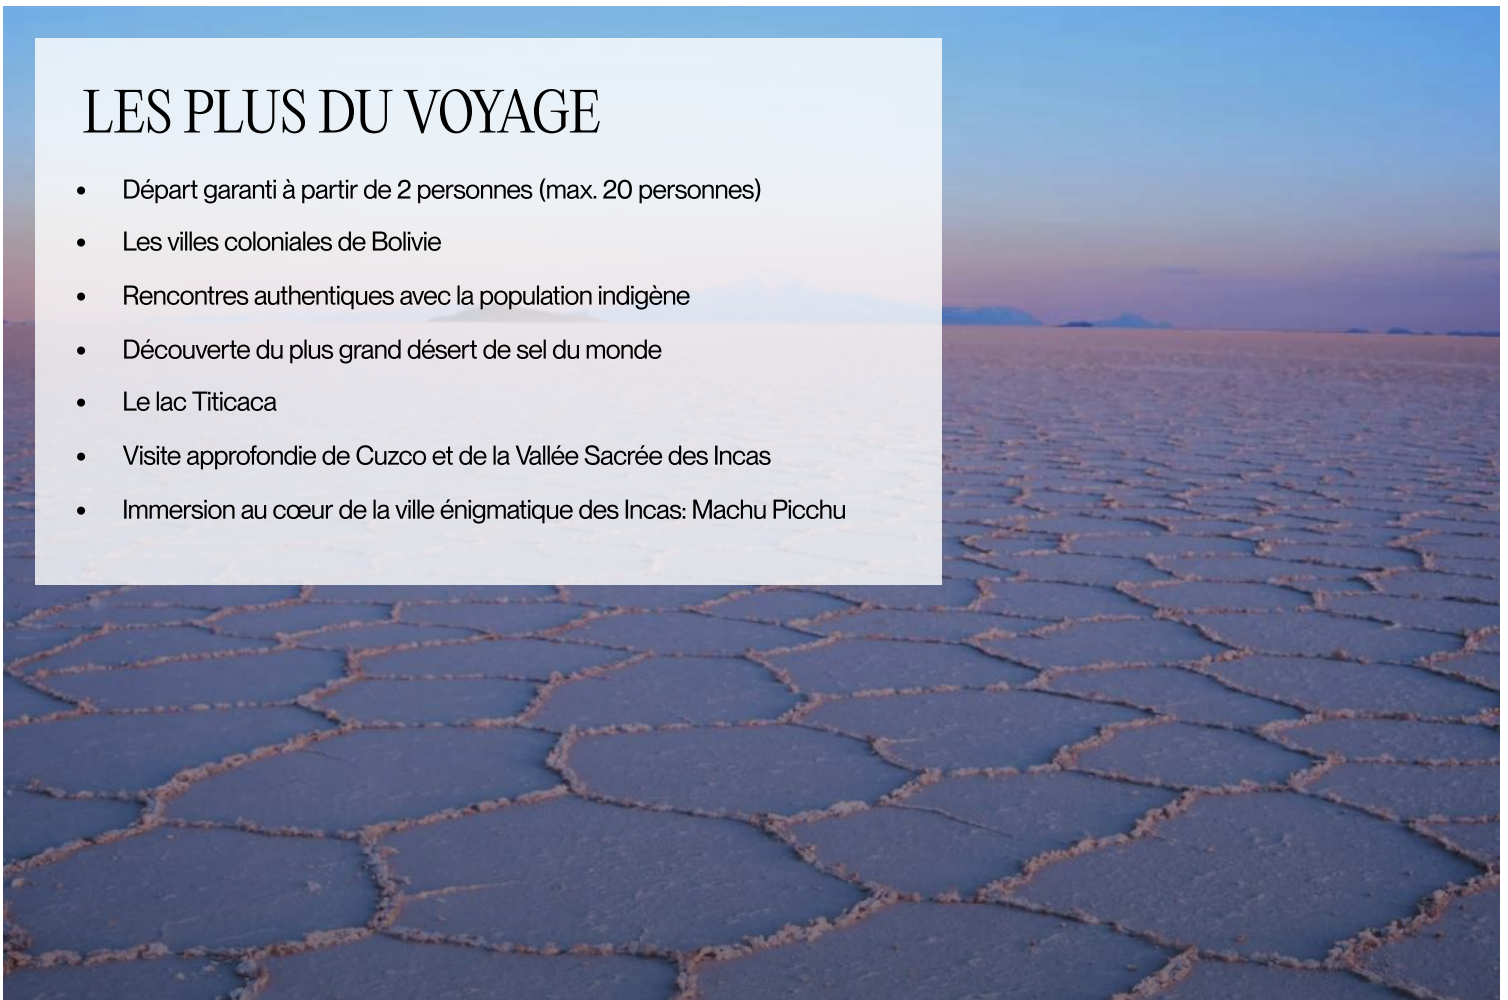 LES PLUS DU VOYAGE
• Départ garanti à partir de 2 personnes (max. 20 personnes)
• Les villes coloniales de Bolivie
• Rencontres authentiques avec la population indigène
• Découverte du plus grand désert de sel du monde
• Le lac Titicaca
• Visite approfondie de Cuzco et de la Vallée Sacrée des Incas
• Immersion au cœur de la ville énigmatique des Incas: Machu Picchu